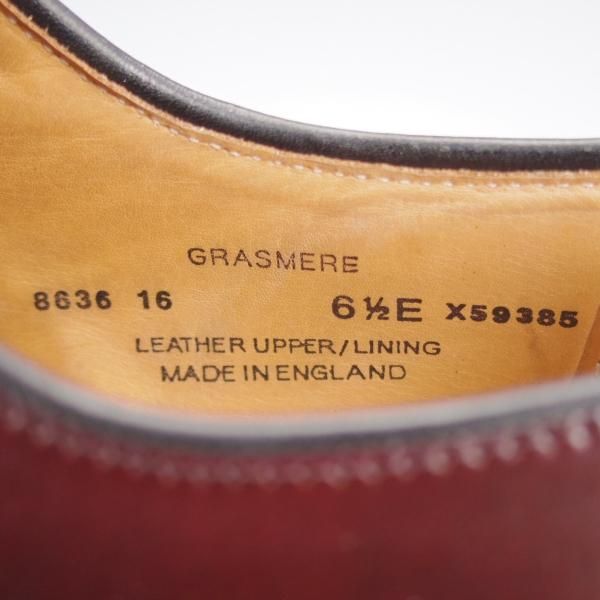 GRASMERE
8636 16 6½E X59385
LEATHER UPPER/LINING
MADE IN ENGLAND